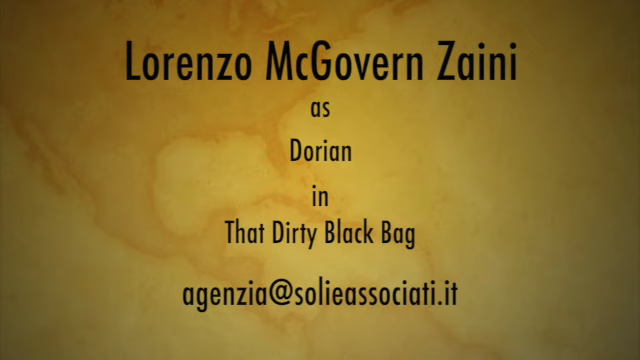 Lorenzo McGovern Zaini
as
Dorian
in
That Dirty Black Bag
agenzia@solieassociati.it